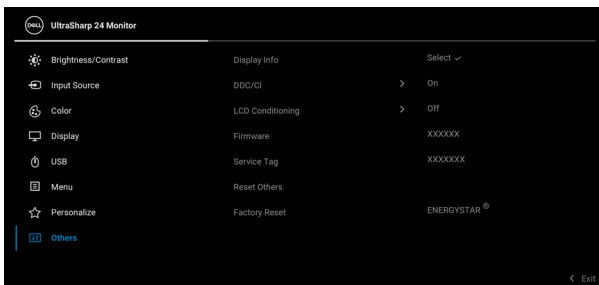 DELL UltraSharp 24 Monitor
Brightness/Contrast Display Info Select ✓
Input Source DDC/CI > On
Color LCD Conditioning > Off
Display Firmware XXXXXX
USB Service Tag XXXXXXX
Menu Reset Others
Personalize Factory Reset ENERGYSTAR ®
Others
< Exit